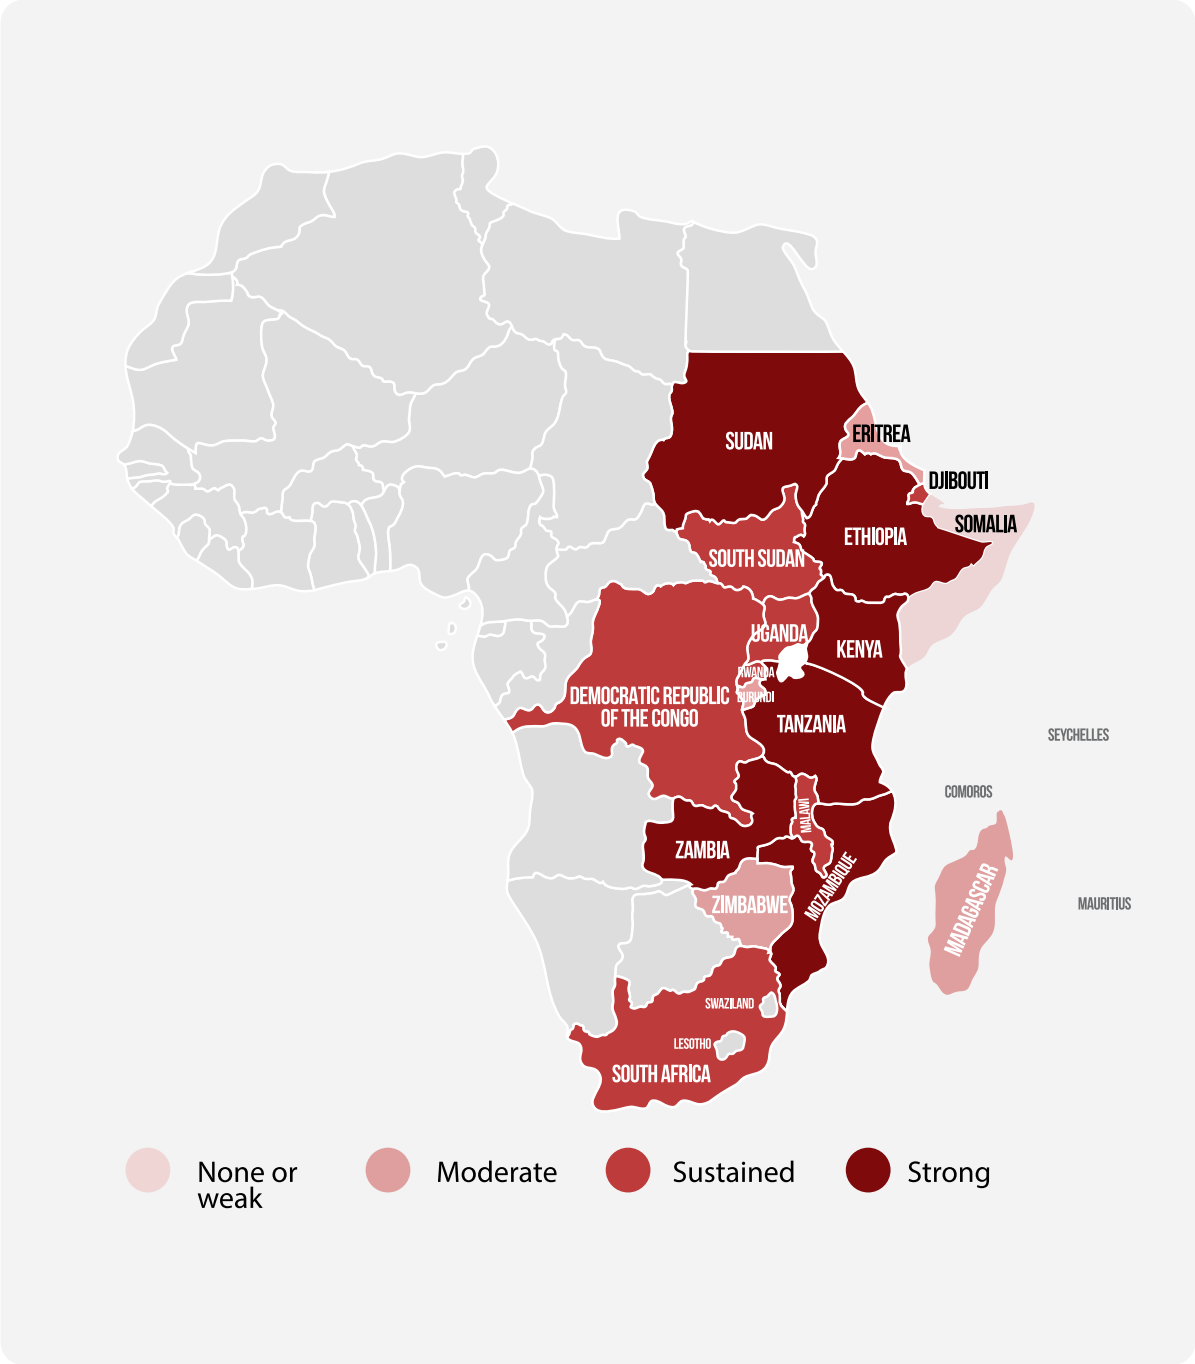 SUDAN
ERITREA
DJIBOUTI
SOMALIA
ETHIOPIA
SOUTH SUDAN
UGANDA
KENYA
RWANDA
DEMOCRATIC REPUBLIC
OF THE CONGO
BURUNDI
TANZANIA
SEYCHELLES
COMOROS
MALAWI
ZAMBIA
MOZAMBIQUE
ZIMBABWE
MADAGASCAR
MAURITIUS
SWAZILAND
LESOTHO
SOUTH AFRICA
None or
weak
Moderate
Sustained
Strong